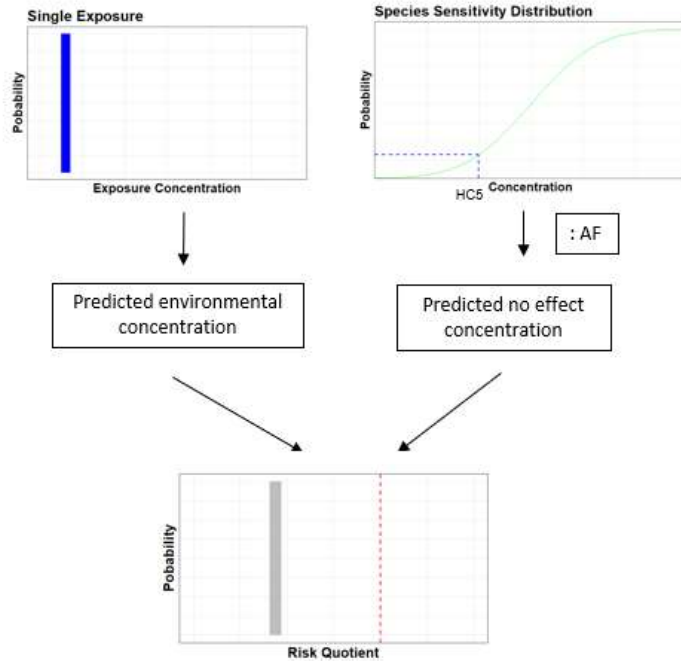 Single Exposure
Pobability
Exposure Concentration
Species Sensitivity Distribution
Pobability
HC5
Concentration
: AF
Predicted environmental
concentration
Predicted no effect
concentration
Pobability
Risk Quotient